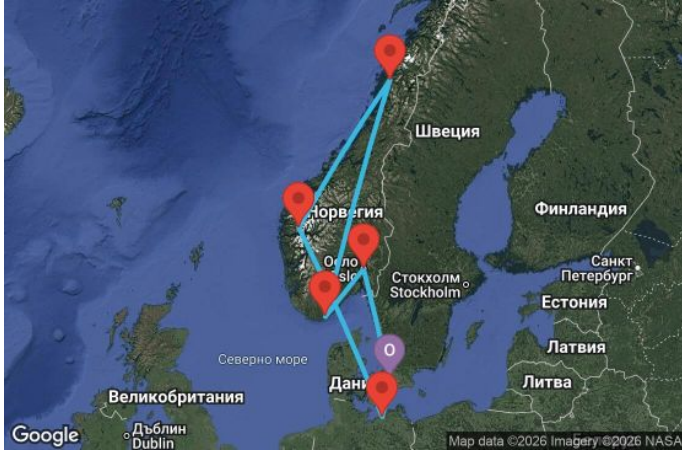 Швеция
Норвегия
Финландия
Осло
Oslo
Санкт
Петербург
Стокхолм
Stockholm
Естония
Северно море
O
Латвия
Дани
Литва
Великобритания
Дъблин
Dublin
Google
Map data ©2026 Imagery ©2026 NASA